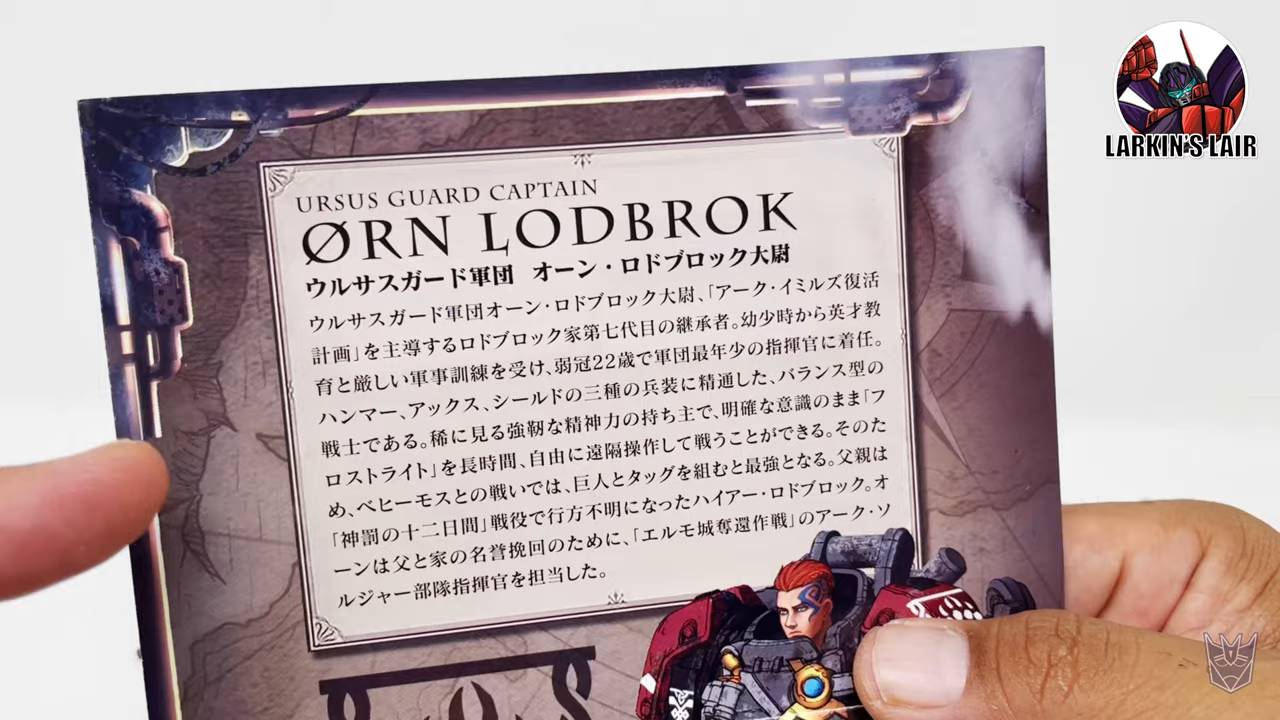 URSUS GUARD CAPTAIN
ØRN LODBROK
ウルサスガード軍団 オーン・ロドブロック大尉
ウルサスガード軍団オーン・ロドブロック大尉、「アーク・イミルズ復活
計画」を主導するロドブロック家第七代目の継承者。幼少時から英才教
育と厳しい軍事訓練を受け、弱冠22歳で軍団最年少の指揮官に着任。
ハンマー、アックス、シールドの三種の兵装に精通した、バランス型の
戦士である。稀に見る強靭な精神力の持ち主で、明確な意識のまま「フ
ロストライト」を長時間、自由に遠隔操作して戦うことができる。そのた
め、ベヒーモスとの戦いでは、巨人とタッグを組むと最強となる。父親は
「神罰の十二日間」戦役で行方不明になったハイアー・ロドブロック。オ
ーンは父と家の名誉挽回のために、「エルモ城奪還作戦」のアーク・ソ
ルジャー部隊指揮官を担当した。
LARKIN'S LAIR